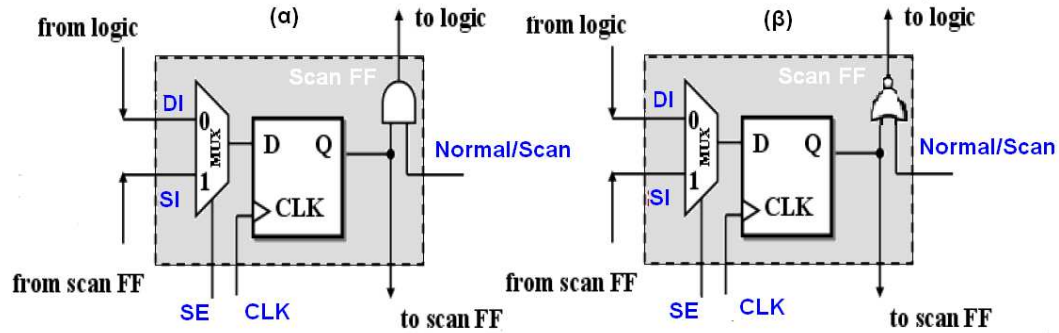 (α)
to logic
from logic
Scan FF
DI
0
MUX
D
Q
Normal/Scan
SI
1
CLK
from scan FF
SE
CLK
to scan FF
(β)
to logic
from logic
Scan FF
DI
0
MUX
D
Q
Normal/Scan
SI
1
CLK
from scan FF
SE
CLK
to scan FF